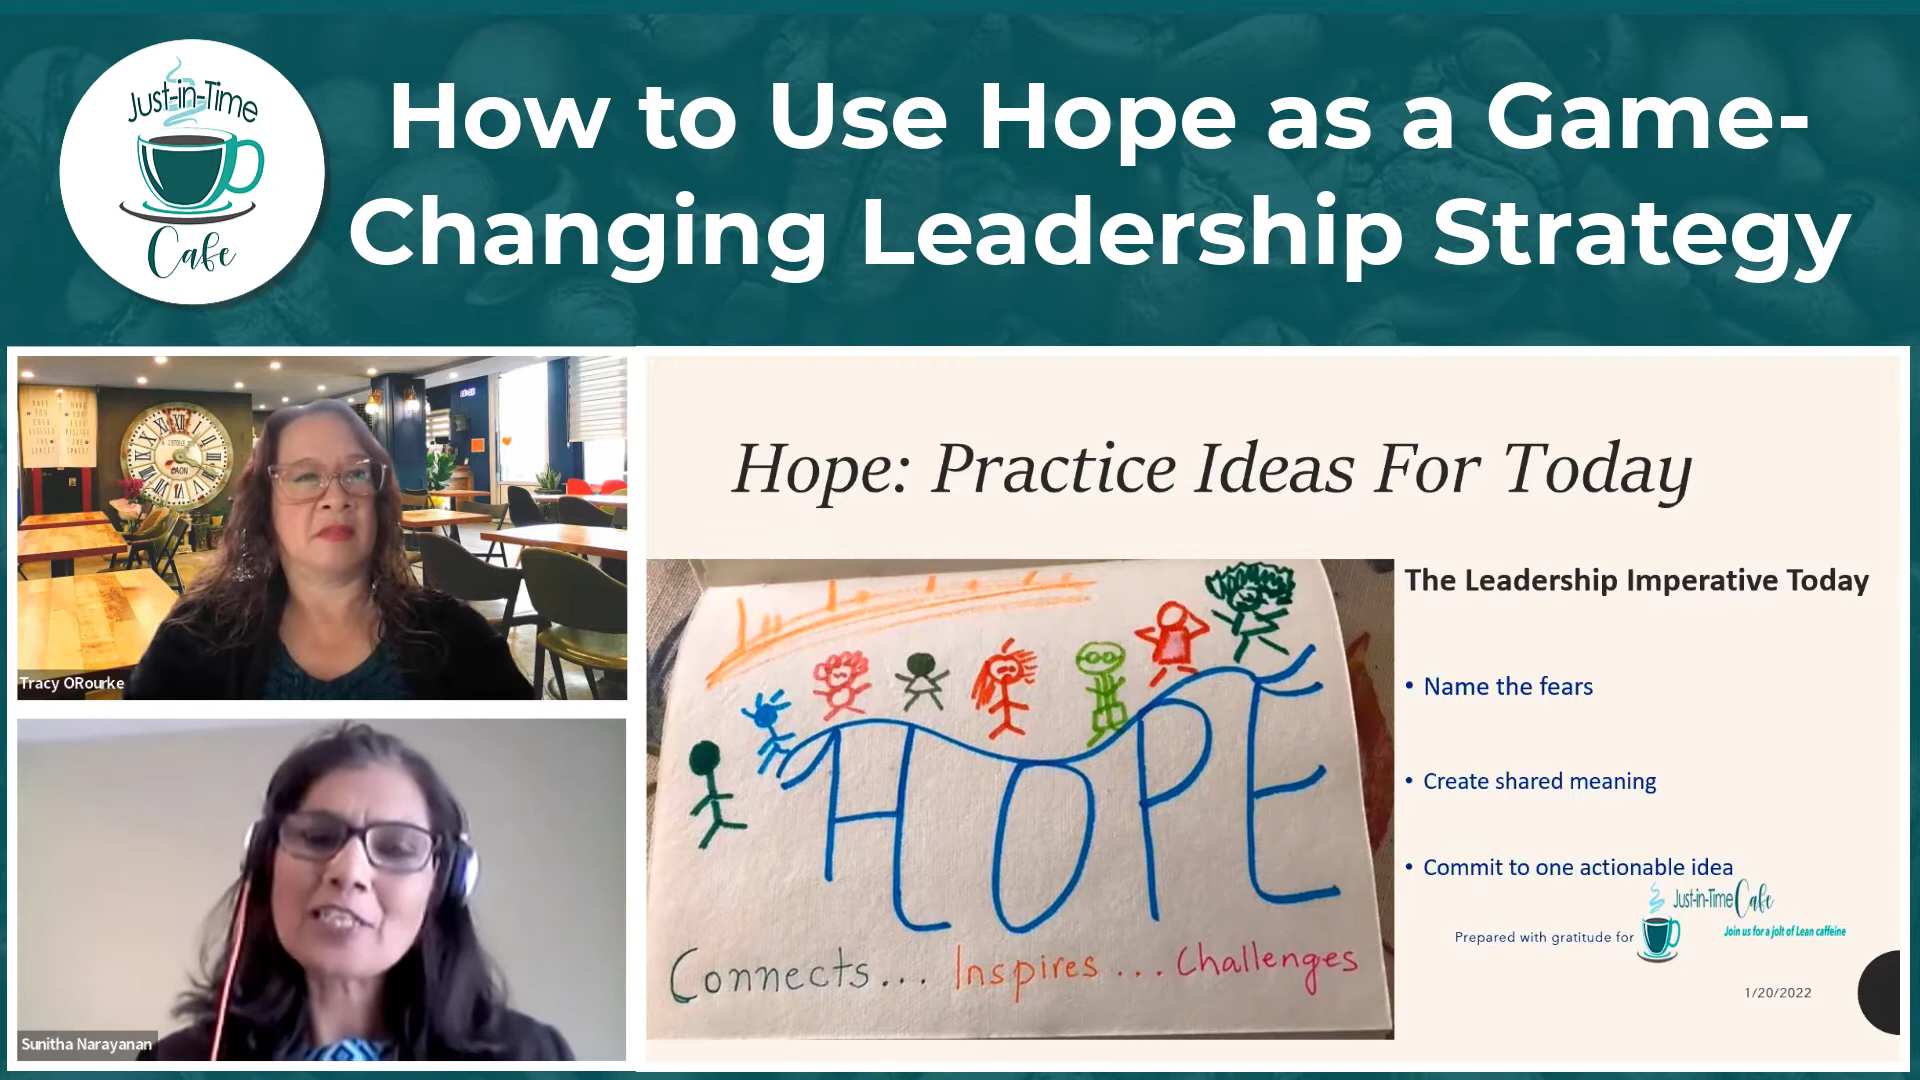 Just-in-Time
Cafe
How to Use Hope as a Game-
Changing Leadership Strategy
Tracy ORourke
Sunitha Narayanan
Hope: Practice Ideas For Today
HOPE
Connects... Inspires... Challenges
The Leadership Imperative Today
• Name the fears
• Create shared meaning
• Commit to one actionable idea
Prepared with gratitude for
Just-in-Time Cafe
Join us for a jolt of Lean caffeine
1/20/2022